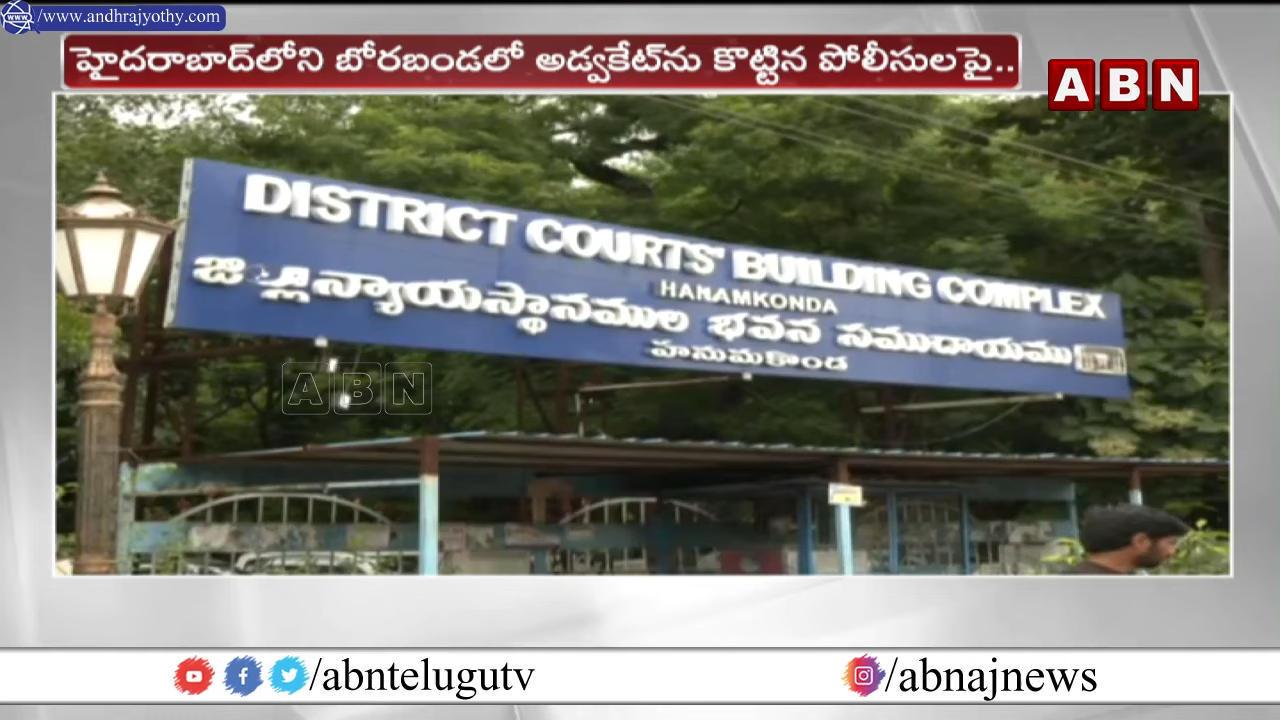 /www.andhrajyothy.com
హైదరాబాద్‌లోని బోరబండలో అడ్వకేట్‌ను కొట్టిన పోలీసులపై..
ABN
DISTRICT COURTS' BUILDING COMPLEX
HANAMKONDA
జిల్లా న్యాయస్థానముల భవన సముదాయము
హనుమకొండ
ABN
/abntelugutv
/abnajnews